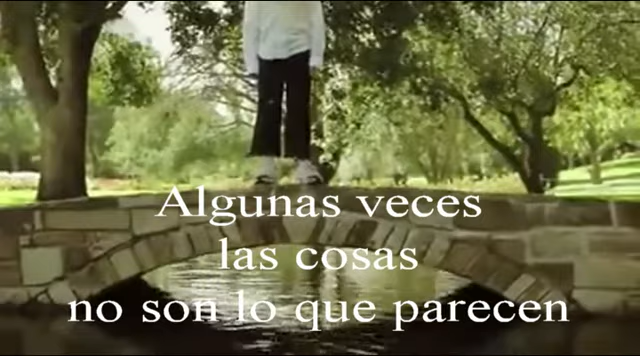 Algunas veces
las cosas
no son lo que parecen